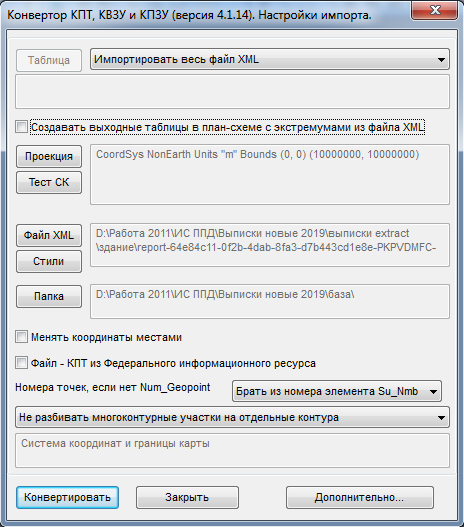 Конвертор КПТ, КВЗУ и КПЗУ (версия 4.1.14). Настройки импорта.
Таблица
Импортировать весь файл XML
Создавать выходные таблицы в план-схеме с экстремумами из файла XML
Проекция
CoordSys NonEarth Units "m" Bounds (0, 0) (10000000, 10000000)
Тест СК
Файл XML
D:\Работа 2011\ИС ППД\Выписки новые 2019\выписки extract
\здание\report-64e84c11-0f2b-4dab-8fa3-d7b443cd1e8e-PKPVDMFC-
Стили
Папка
D:\Работа 2011\ИС ППД\Выписки новые 2019\база\
Менять координаты местами
Файл - КПТ из Федерального информационного ресурса
Номера точек, если нет Num_Geopoint
Брать из номера элемента Su_Nmb
Не разбивать многоконтурные участки на отдельные контура
Система координат и границы карты
Конвертировать
Закрыть
Дополнительно...